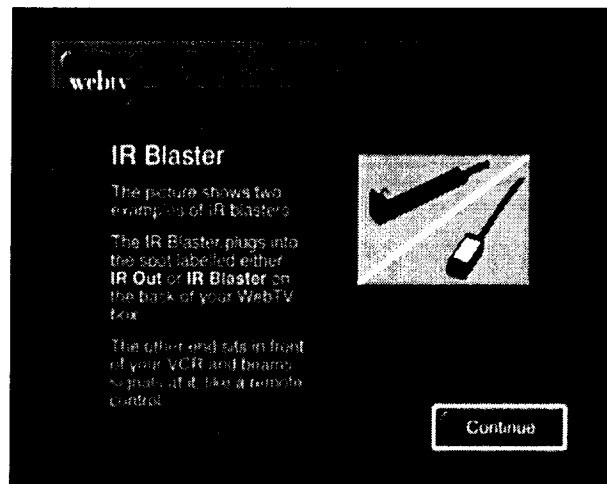 webtv
IR Blaster
The picture shows two
examples of IR blasters
The IR Blaster plugs into
the spot labelled either
IR Out or IR Blaster on
the back of your WebTV
box
The other end sits in front
of your VCR and beams
signals at it, like a remote
control
Continue